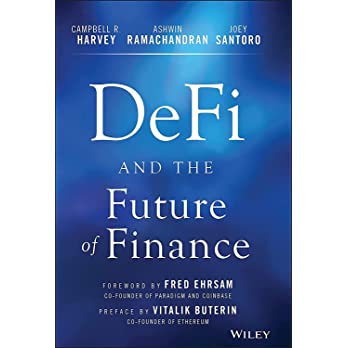 CAMPBELL R. ASHWIN JOEY
HARVEY RAMACHANDRAN SANTORO
DeFi
AND THE
Future
of Finance
FOREWORD BY FRED EHRSAM
CO-FOUNDER OF PARADIGM AND COINBASE
PREFACE BY VITALIK BUTERIN
CO-FOUNDER OF ETHEREUM
WILEY